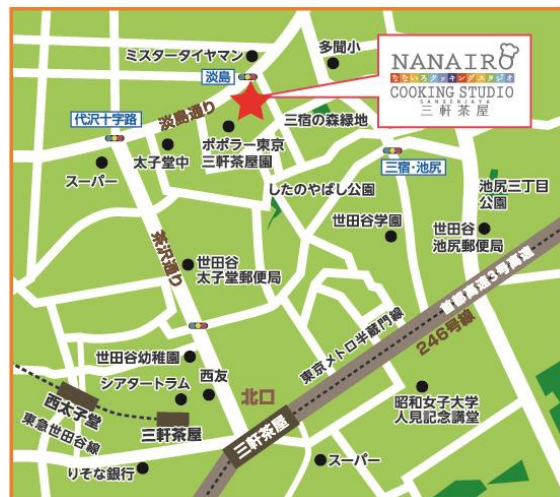 ミスタータイヤマン
多聞小
淡島
NANAIRO
なないろクッキングスタジオ
COOKING STUDIO
SANGENJAYA
三軒茶屋
代沢十字路
淡島通り
太子堂中
ポポラー東京
三軒茶屋園
三宿の森緑地
スーパー
三宿・池尻
したのやばし公園
池尻三丁目
公園
世田谷学園
世田谷
池尻郵便局
茶沢通り
世田谷
太子堂郵便局
首都高速3号高速
東京メトロ半蔵門線
246号線
世田谷幼稚園
シアタートラム
西友
北口
西太子堂
東急世田谷線
三軒茶屋
三軒茶屋
昭和女子大学
人見記念講堂
りそな銀行
スーパー